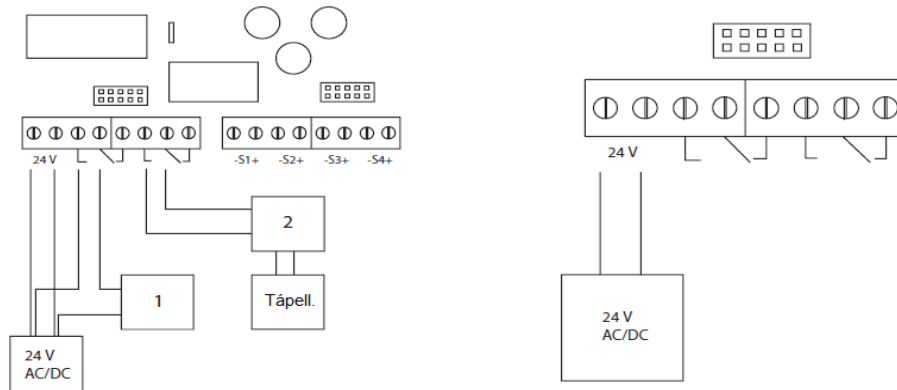 24 V
-S1+ -S2+ -S3+ -S4+
2
1
Tápell.
24 V
AC/DC
24 V
24 V
AC/DC